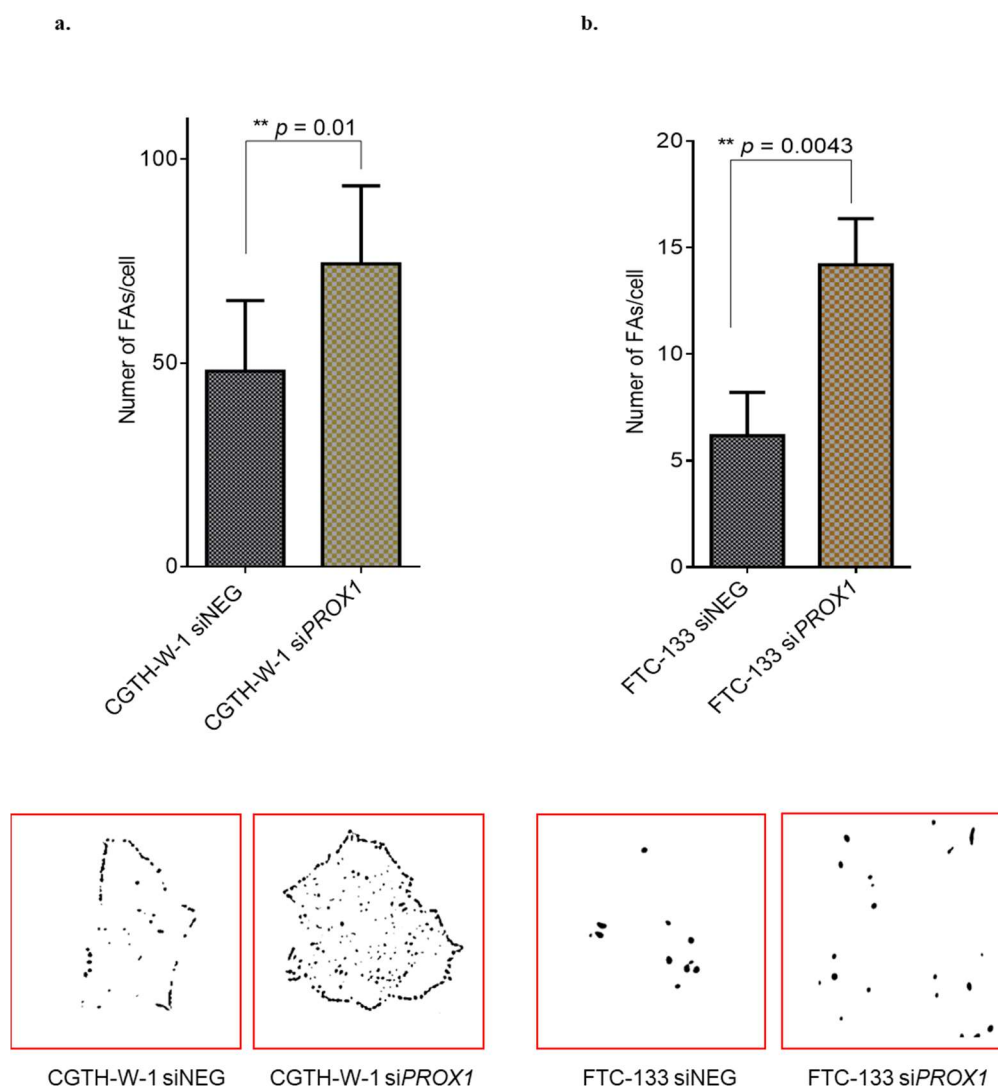 a.
b.
** p = 0.01
100
50
0
Numer of FAs/cell
CGTH-W-1 siNEG
CGTH-W-1 siPROX1
** p = 0.0043
20
15
10
5
0
Numer of FAs/cell
FTC-133 siNEG
FTC-133 siPROX1
CGTH-W-1 siNEG
CGTH-W-1 siPROX1
FTC-133 siNEG
FTC-133 siPROX1